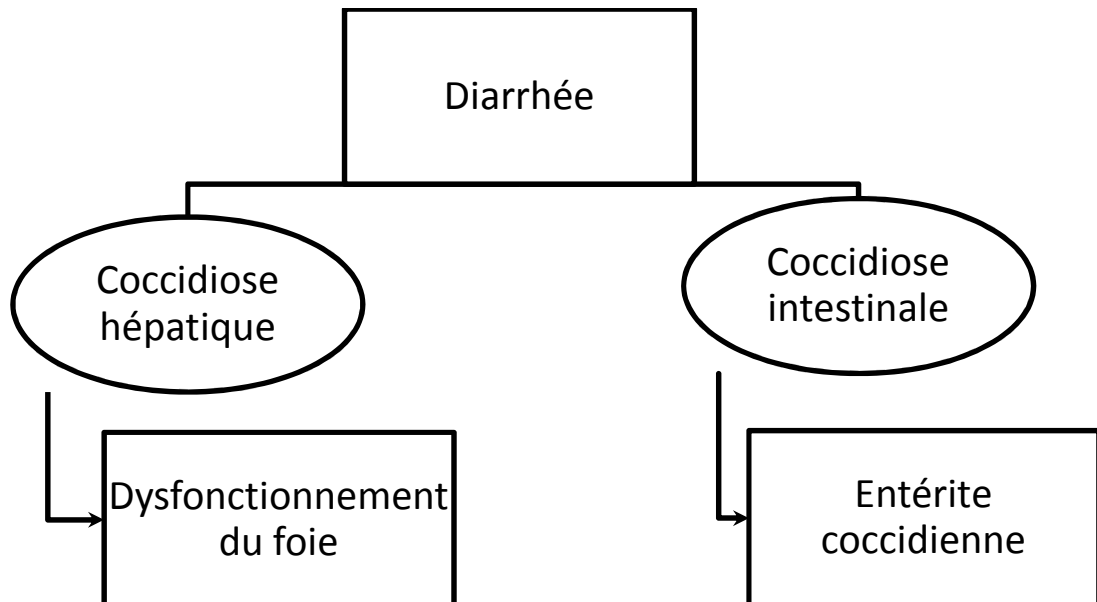 Diarrhée
Coccidiose
hépatique
Coccidiose
intestinale
Dysfonctionnement
du foie
Entérite
coccidienne